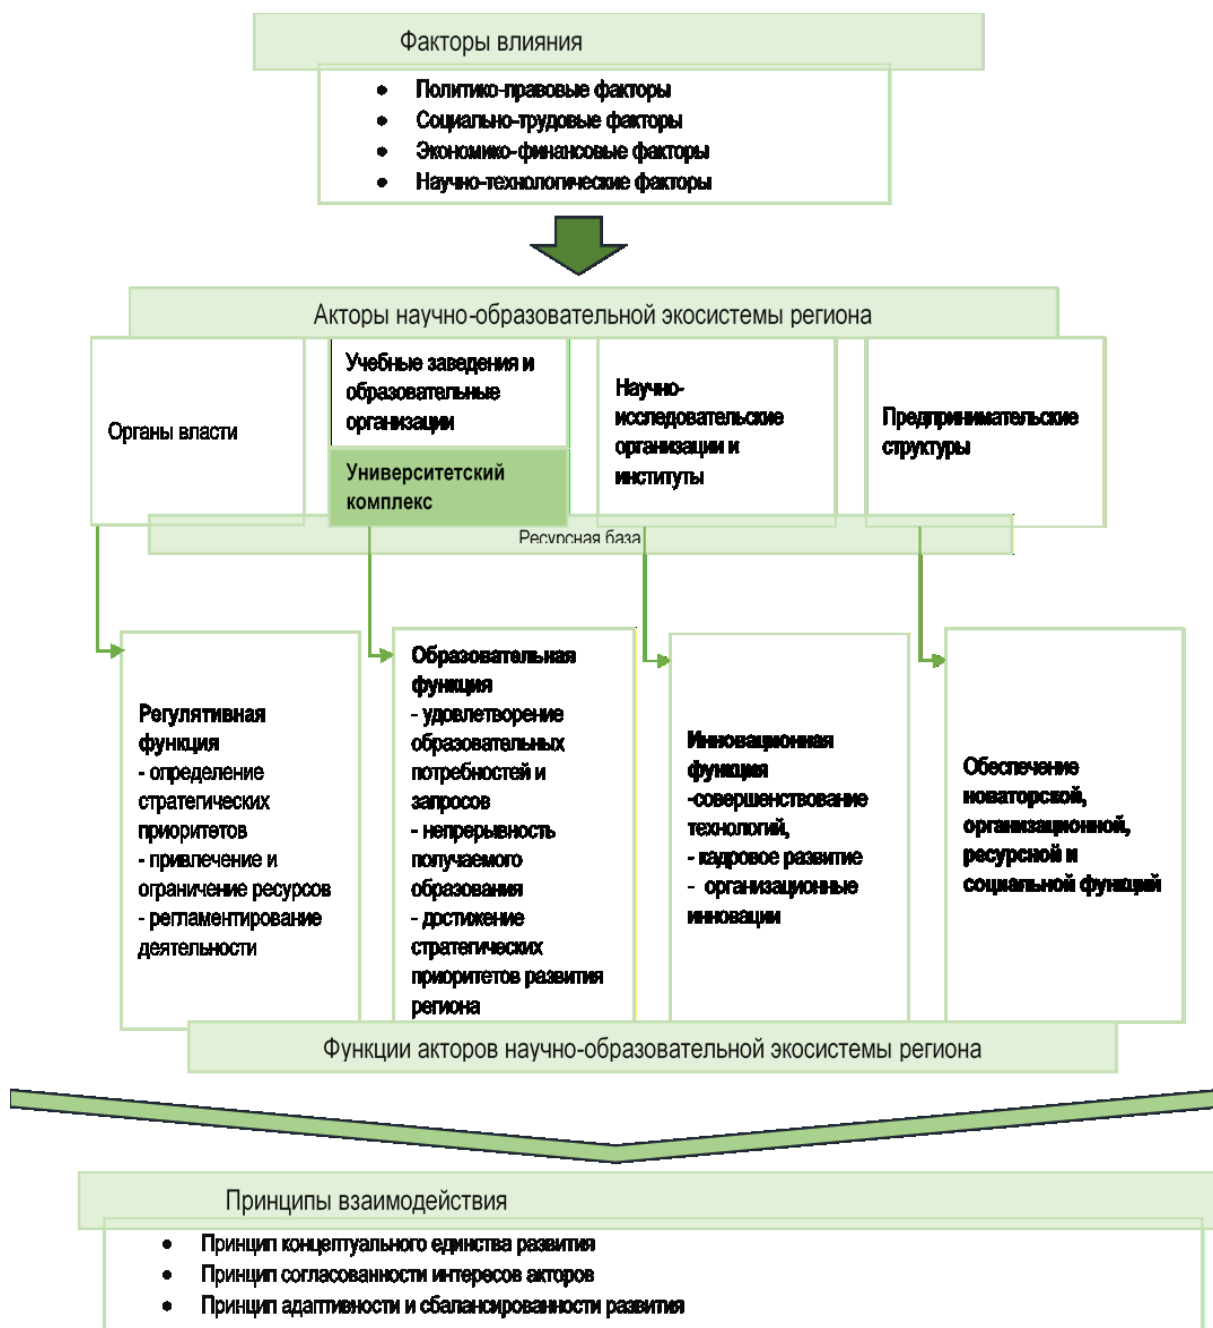 Факторы влияния
• Политико-правовые факторы
• Социально-трудовые факторы
• Экономико-финансовые факторы
• Научно-технологические факторы
Акторы научно-образовательной экосистемы региона
Органы власти
Учебные заведения и
образовательные
организации
Университетский
комплекс
Научно-
исследовательские
организации и
институты
Предпринимательские
структуры
Ресурсная база
Регулятивная
функция
- определение
стратегических
приоритетов
- привлечение и
ограничение ресурсов
- регламентирование
деятельности
Образовательная
функция
- удовлетворение
образовательных
потребностей и
запросов
- непрерывность
получаемого
образования
- достижение
стратегических
приоритетов развития
региона
Инновационная
функция
-совершенствование
технологий,
- кадровое развитие
- организационные
инновации
Обеспечение
новаторской,
организационной,
ресурсной и
социальной функций
Функции акторов научно-образовательной экосистемы региона
Принципы взаимодействия
• Принцип концептуального единства развития
• Принцип согласованности интересов акторов
• Принцип адаптивности и сбалансированности развития